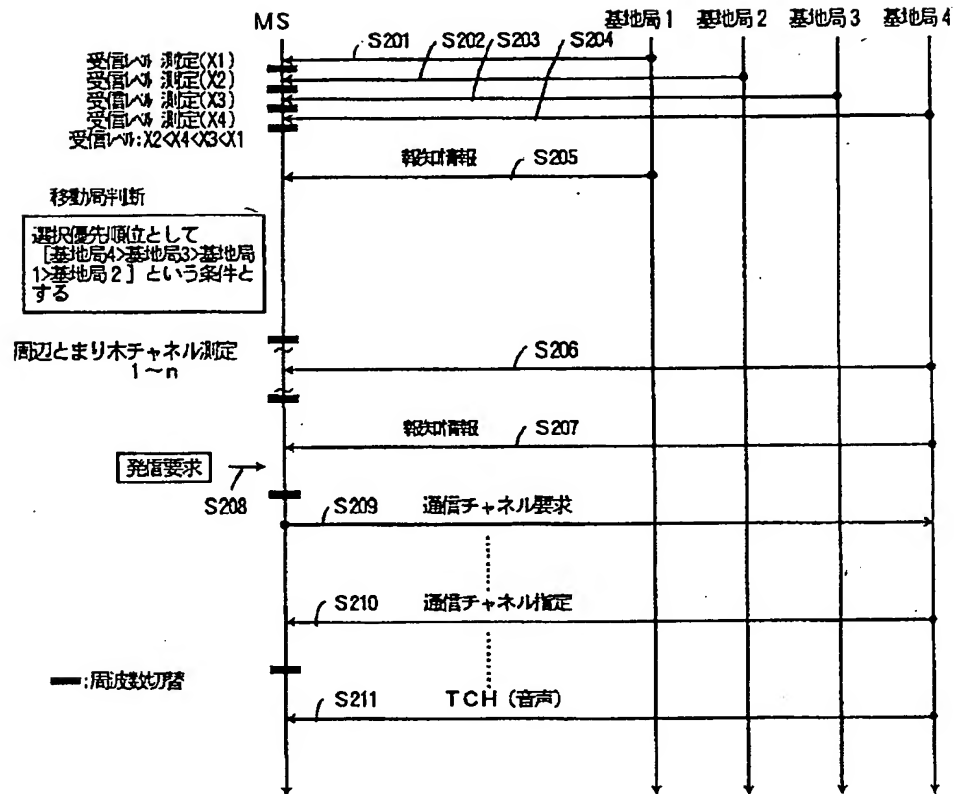 MS
基地局1 基地局2 基地局3 基地局4
S201 S202 S203 S204
受信レベル 測定(X1)
受信レベル 測定(X2)
受信レベル 測定(X3)
受信レベル 測定(X4)
受信レベル:X2<X4<X3<X1
報知情報 S205
移動局判断
選択優先順位として
[基地局4>基地局3>基地局
1>基地局2] という条件と
する
周辺とまり木チャネル測定
1~n
S206
報知情報 S207
発信要求
S208
S209 通信チャネル要求
S210 通信チャネル指定
:周波数切替
S211 TCH (音声)